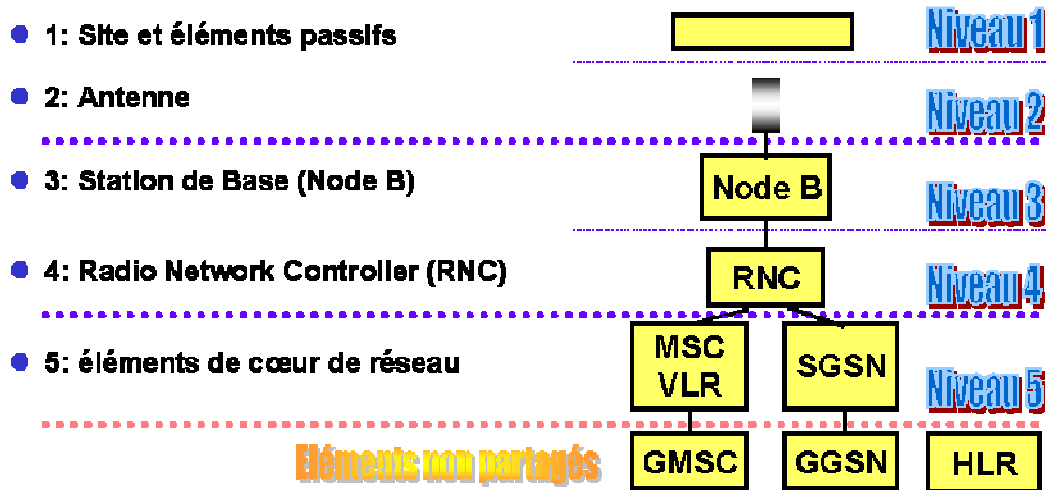 1: Site et éléments passifs
Niveau 1
2: Antenne
Niveau 2
3: Station de Base (Node B)
Node B
Niveau 3
4: Radio Network Controller (RNC)
RNC
Niveau 4
5: éléments de cœur de réseau
MSC
VLR
SGSN
Niveau 5
Eléments non partagés
GMSC
GGSN
HLR